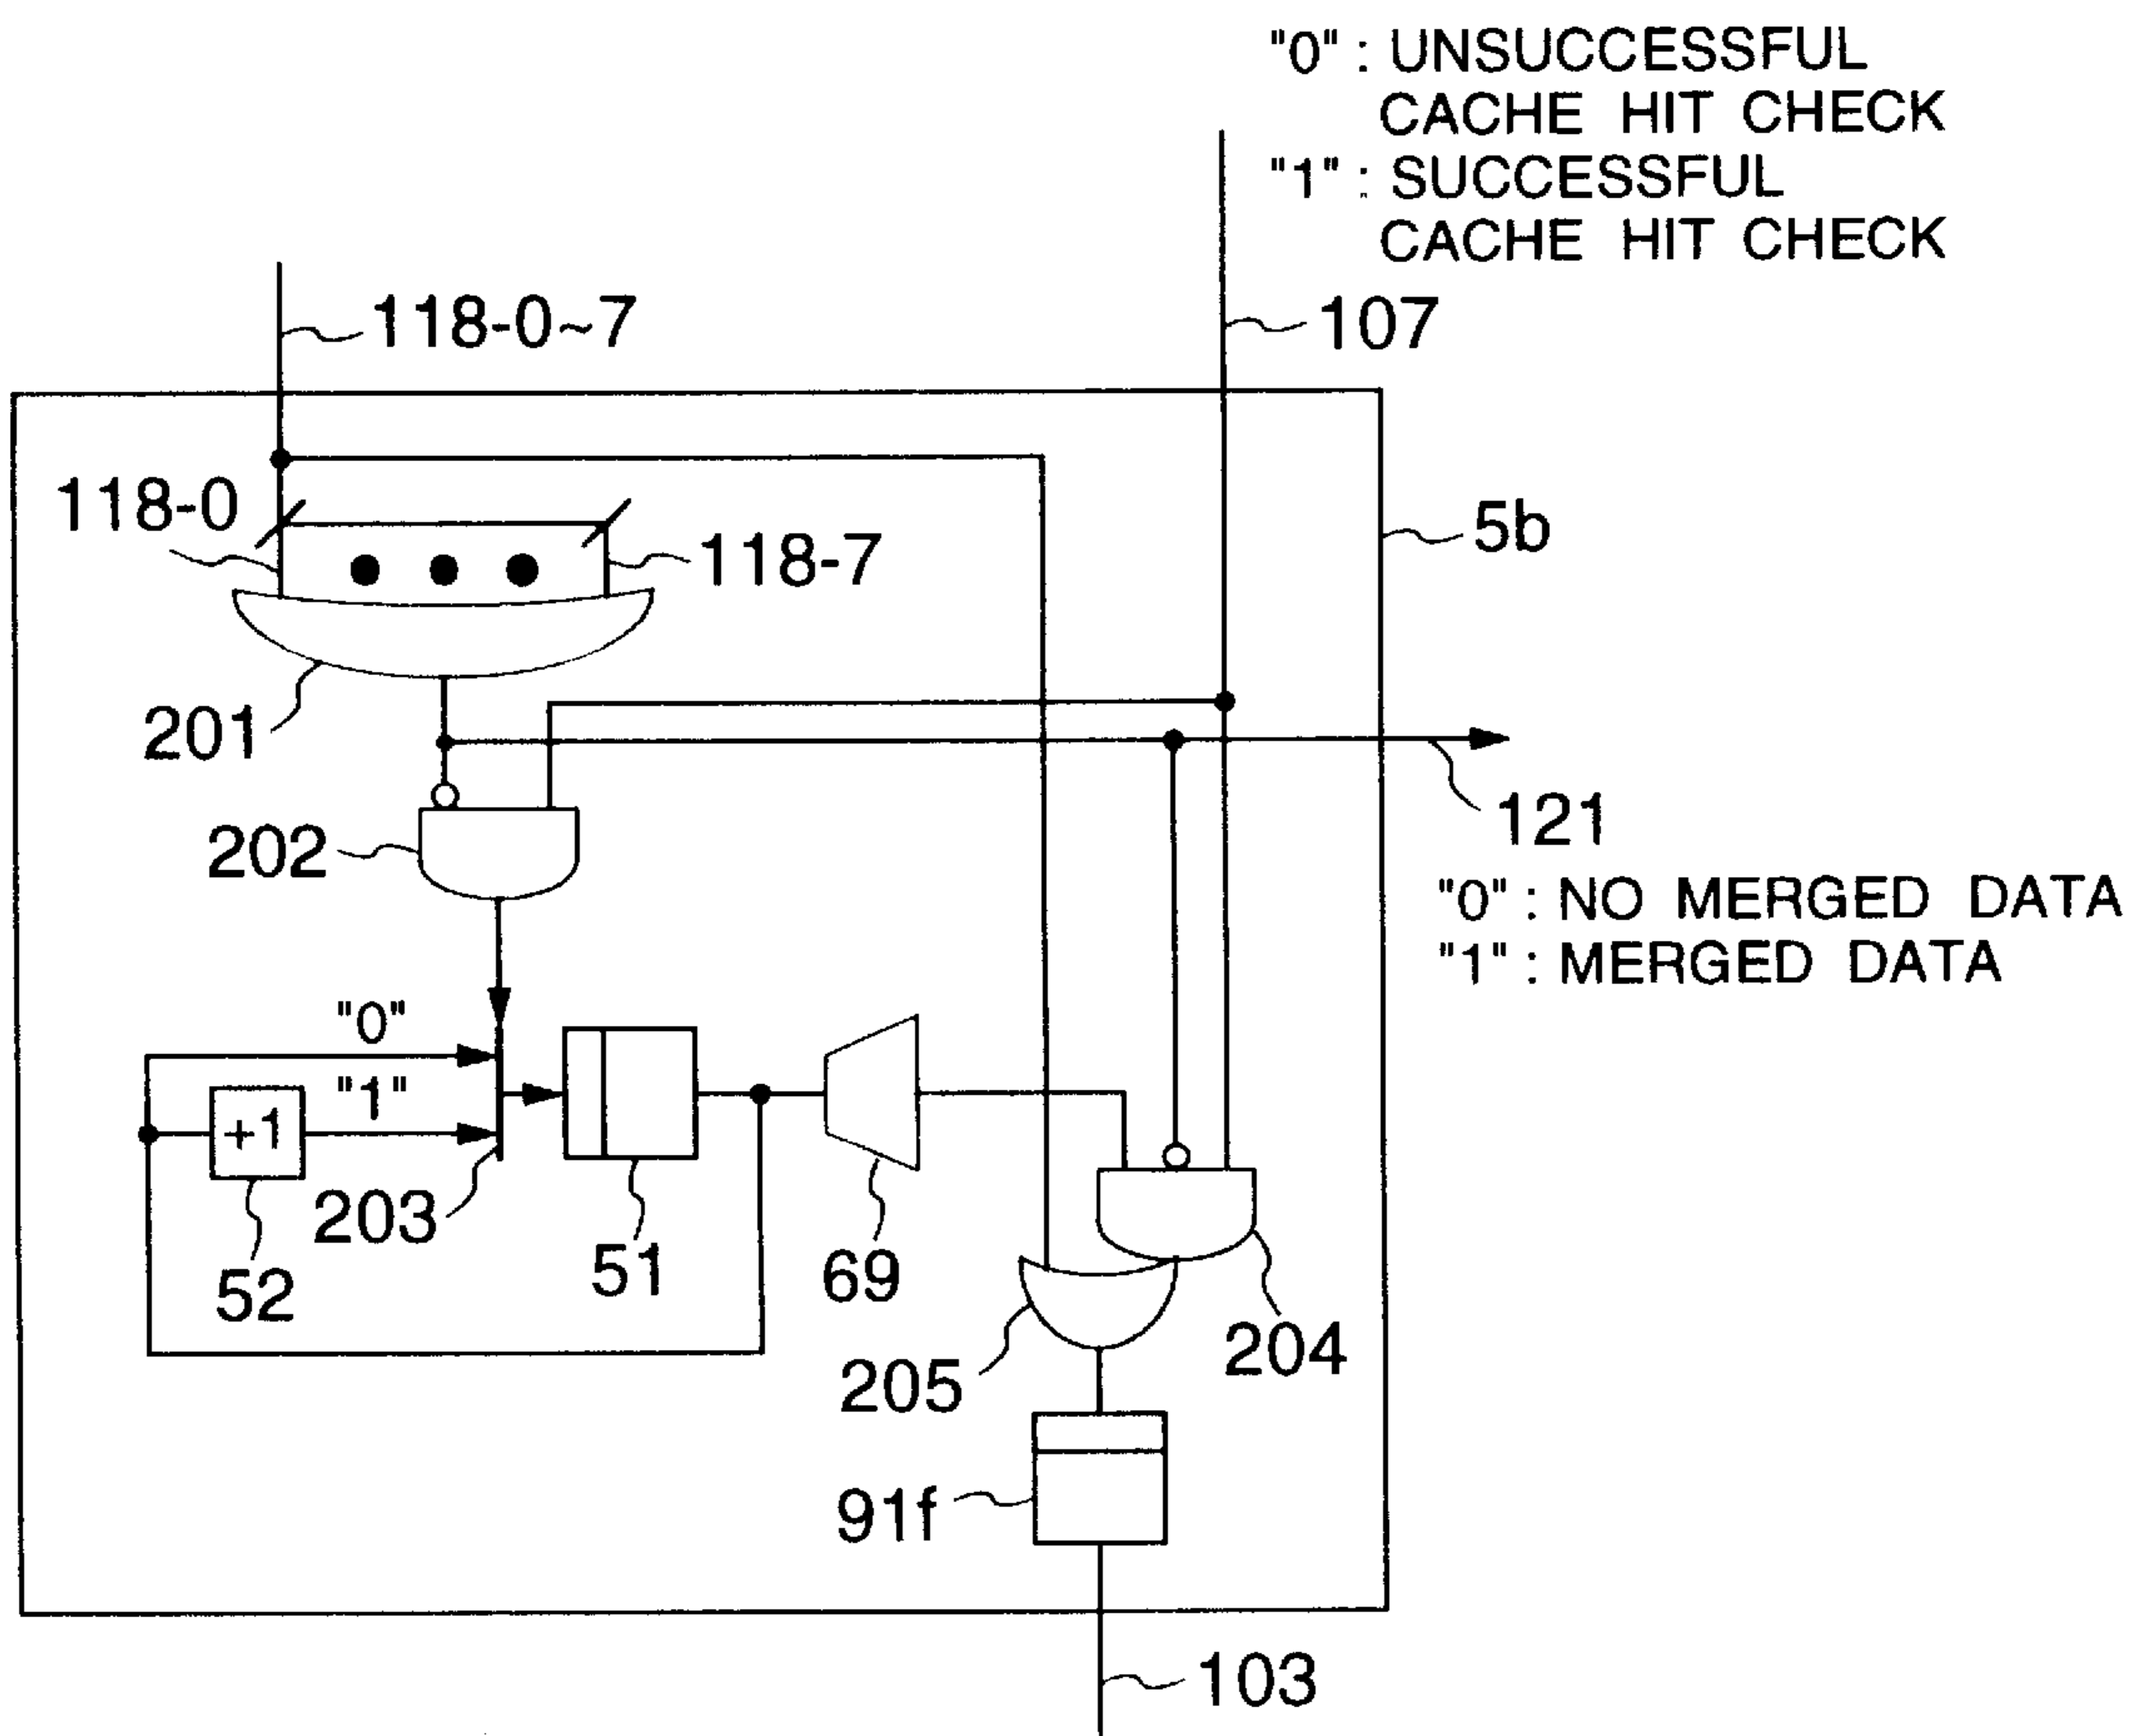 "0" : UNSUCCESSFUL
CACHE HIT CHECK
"1" : SUCCESSFUL
CACHE HIT CHECK
118-0~7
107
118-0
118-7
5b
201
121
202
"0" : NO MERGED DATA
"1" : MERGED DATA
"0"
"1"
+1
203
52
51
69
204
205
91f
103